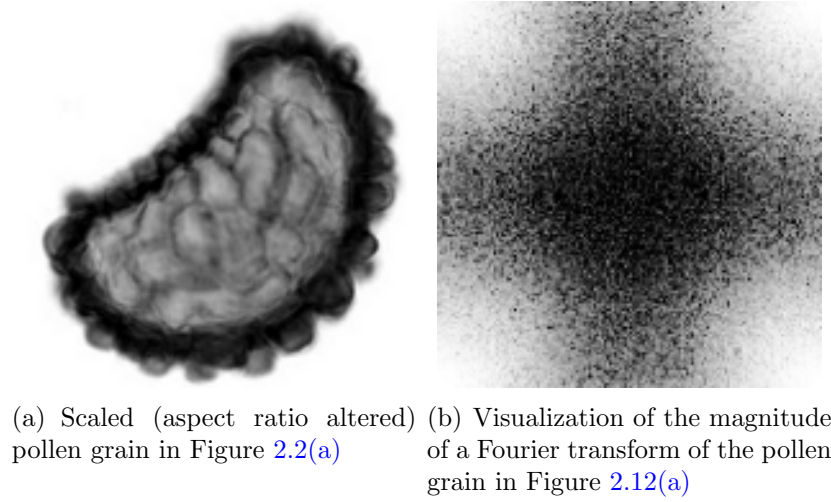 (a) Scaled (aspect ratio altered)
pollen grain in Figure 2.2(a)
(b) Visualization of the magnitude
of a Fourier transform of the pollen
grain in Figure 2.12(a)